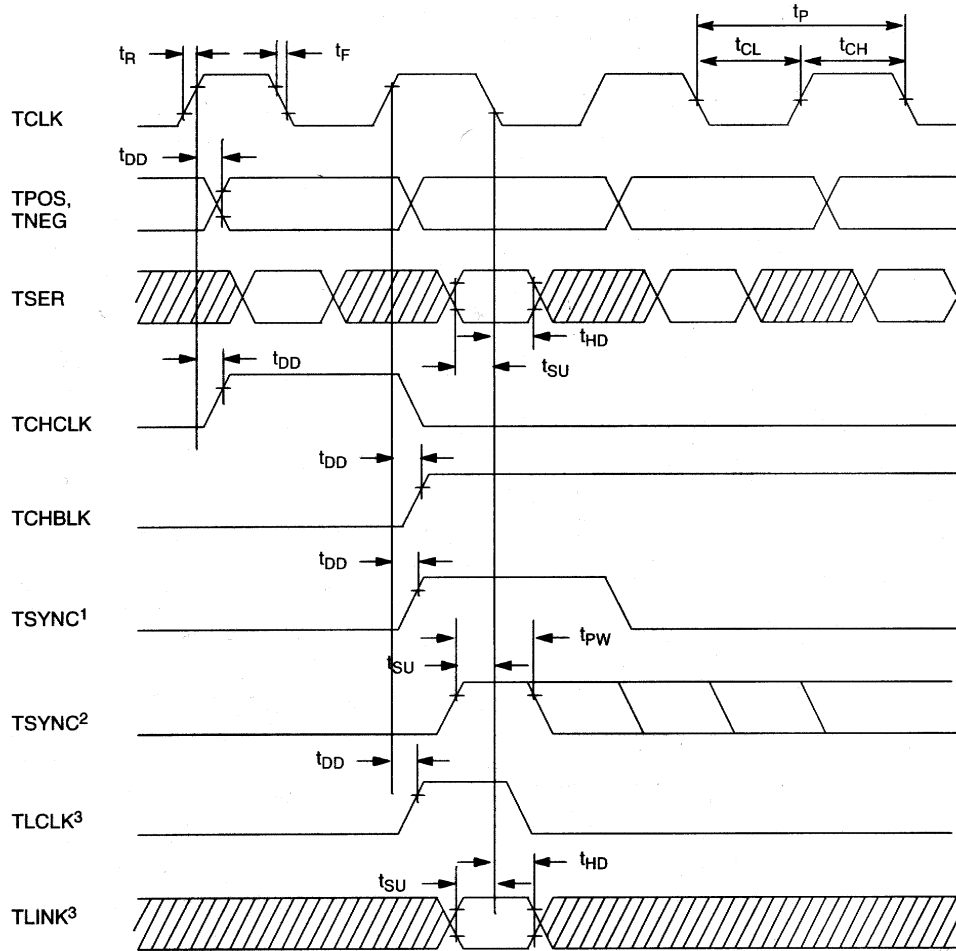 tP
tR
tF
tCL
tCH
TCLK
tDD
TPOS,
TNEG
TSER
tHD
tDD
tSU
TCHCLK
tDD
TCHBLK
tDD
TSYNC1
tPW
tSU
TSYNC2
tDD
TLCLK3
tHD
tSU
TLINK3